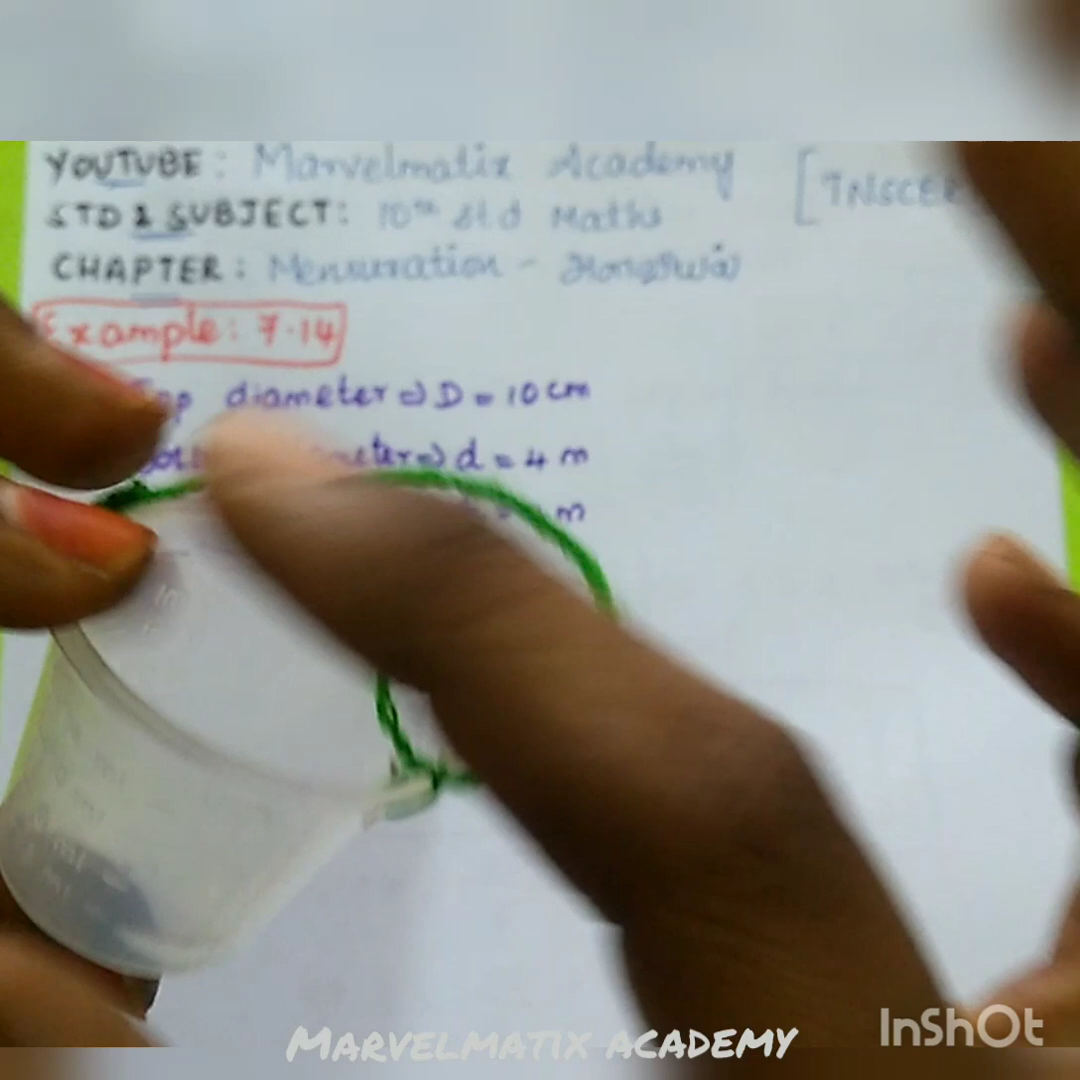 YOUTUBE: Marvelmatix Academy
STD & SUBJECT: 10th std Maths
CHAPTER: Mensuration -
Example: 7.14
diameter ⇒ D = 10 cm
d = 4 m
m
MARVELMATIX ACADEMY
InShOt